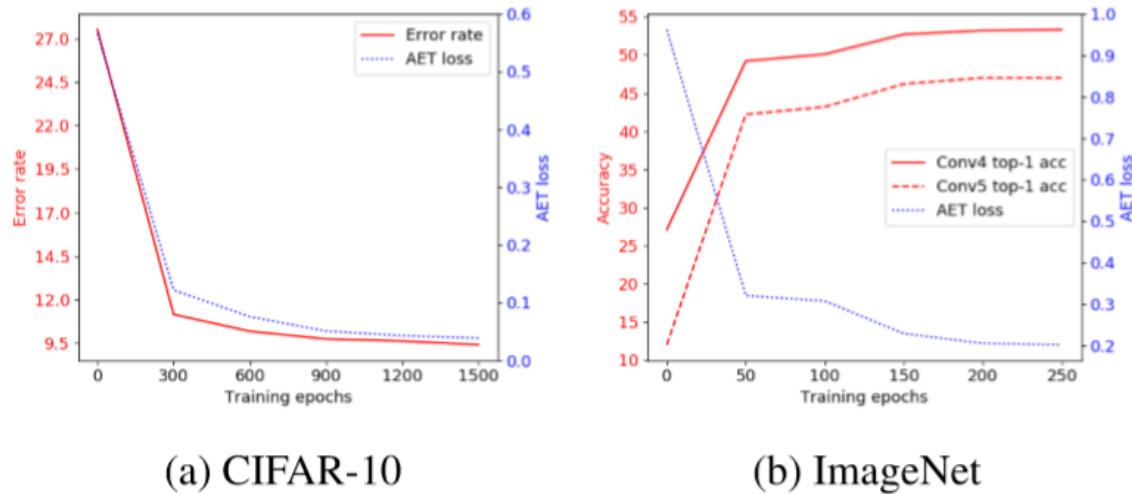 27.0
24.5
22.0
19.5
17.0
14.5
12.0
9.5
Error rate
0.6
0.5
0.4
0.3
0.2
0.1
0.0
AET loss
Error rate
AET loss
0 300 600 900 1200 1500
Training epochs
(a) CIFAR-10
55
50
45
40
35
30
25
20
15
10
Accuracy
1.0
0.9
0.8
0.7
0.6
0.5
0.4
0.3
0.2
AET loss
Conv4 top-1 acc
Conv5 top-1 acc
AET loss
0 50 100 150 200 250
Training epochs
(b) ImageNet